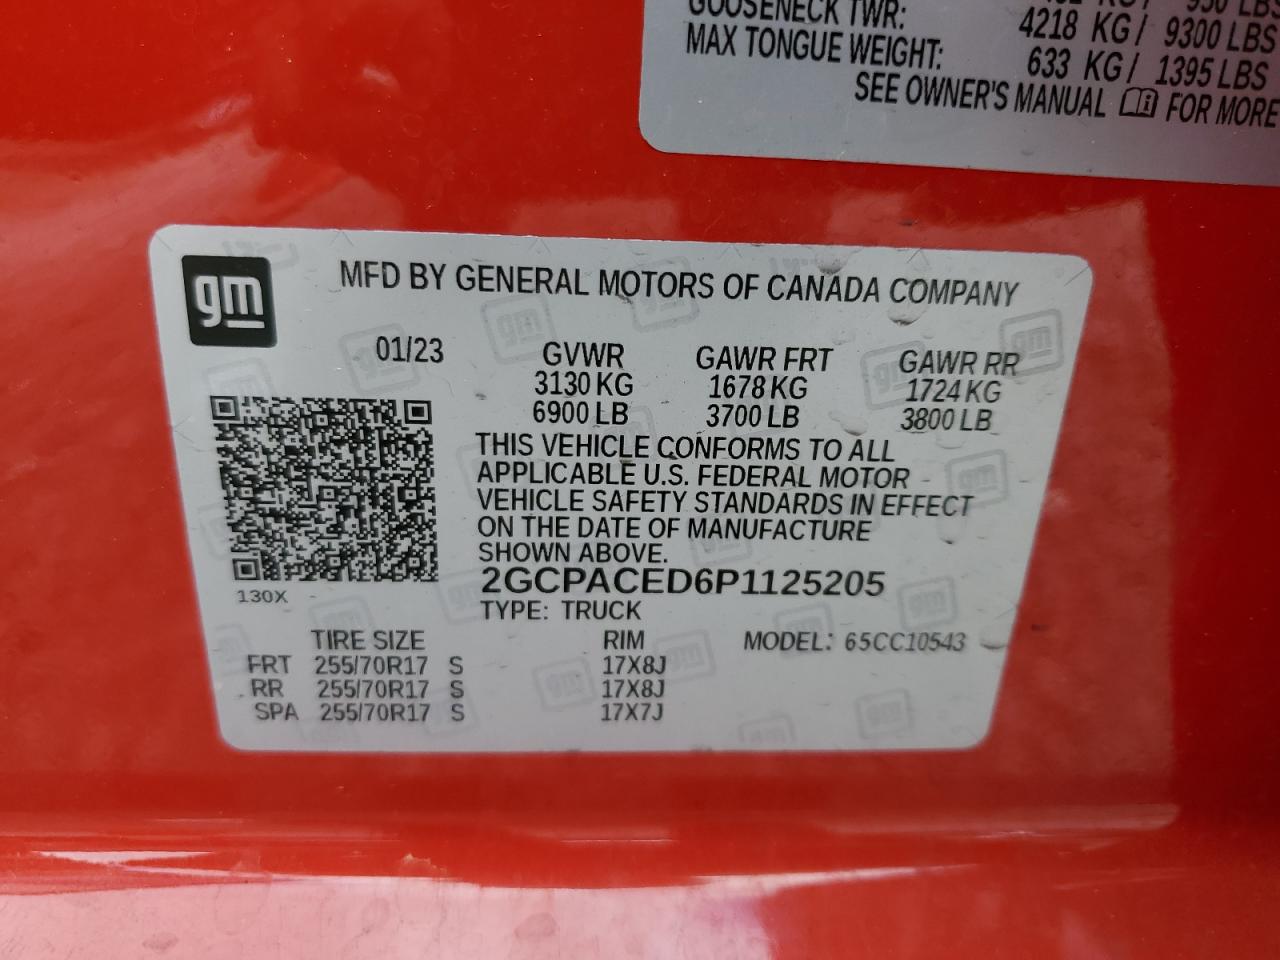 GOOSENECK TWR: 4218 KG / 9300 LBS
MAX TONGUE WEIGHT: 633 KG / 1395 LBS
SEE OWNER'S MANUAL FOR MORE
gm
MFD BY GENERAL MOTORS OF CANADA COMPANY
01/23 GVWR GAWR FRT GAWR RR
3130 KG 1678 KG 1724 KG
6900 LB 3700 LB 3800 LB
THIS VEHICLE CONFORMS TO ALL
APPLICABLE U.S. FEDERAL MOTOR
VEHICLE SAFETY STANDARDS IN EFFECT
ON THE DATE OF MANUFACTURE
SHOWN ABOVE.
2GCPACED6P1125205
130X
TYPE: TRUCK
TIRE SIZE RIM MODEL: 65CC10543
FRT 255/70R17 S 17X8J
RR 255/70R17 S 17X8J
SPA 255/70R17 S 17X7J